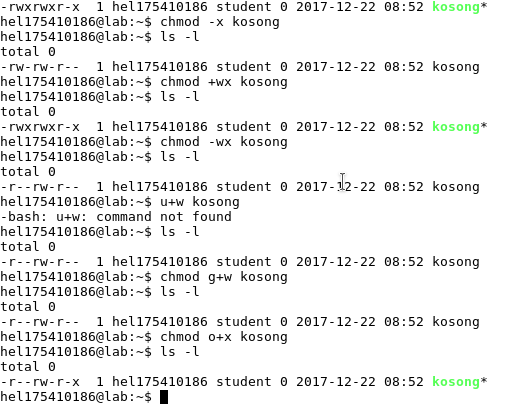 -rwxrwxr-x  1 hel175410186 student 0 2017-12-22 08:52 kosong*
hel175410186@lab:~$ chmod -x kosong
hel175410186@lab:~$ ls -l
total 0
-rw-rw-r--  1 hel175410186 student 0 2017-12-22 08:52 kosong
hel175410186@lab:~$ chmod +wx kosong
hel175410186@lab:~$ ls -l
total 0
-rwxrwxr-x  1 hel175410186 student 0 2017-12-22 08:52 kosong*
hel175410186@lab:~$ chmod -wx kosong
hel175410186@lab:~$ ls -l
total 0
-r--rw-r--  1 hel175410186 student 0 2017-12-22 08:52 kosong
hel175410186@lab:~$ u+w kosong
-bash: u+w: command not found
hel175410186@lab:~$ ls -l
total 0
-r--rw-r--  1 hel175410186 student 0 2017-12-22 08:52 kosong
hel175410186@lab:~$ chmod g+w kosong
hel175410186@lab:~$ ls -l
total 0
-r--rw-r--  1 hel175410186 student 0 2017-12-22 08:52 kosong
hel175410186@lab:~$ chmod o+x kosong
hel175410186@lab:~$ ls -l
total 0
-r--rw-r-x  1 hel175410186 student 0 2017-12-22 08:52 kosong*
hel175410186@lab:~$